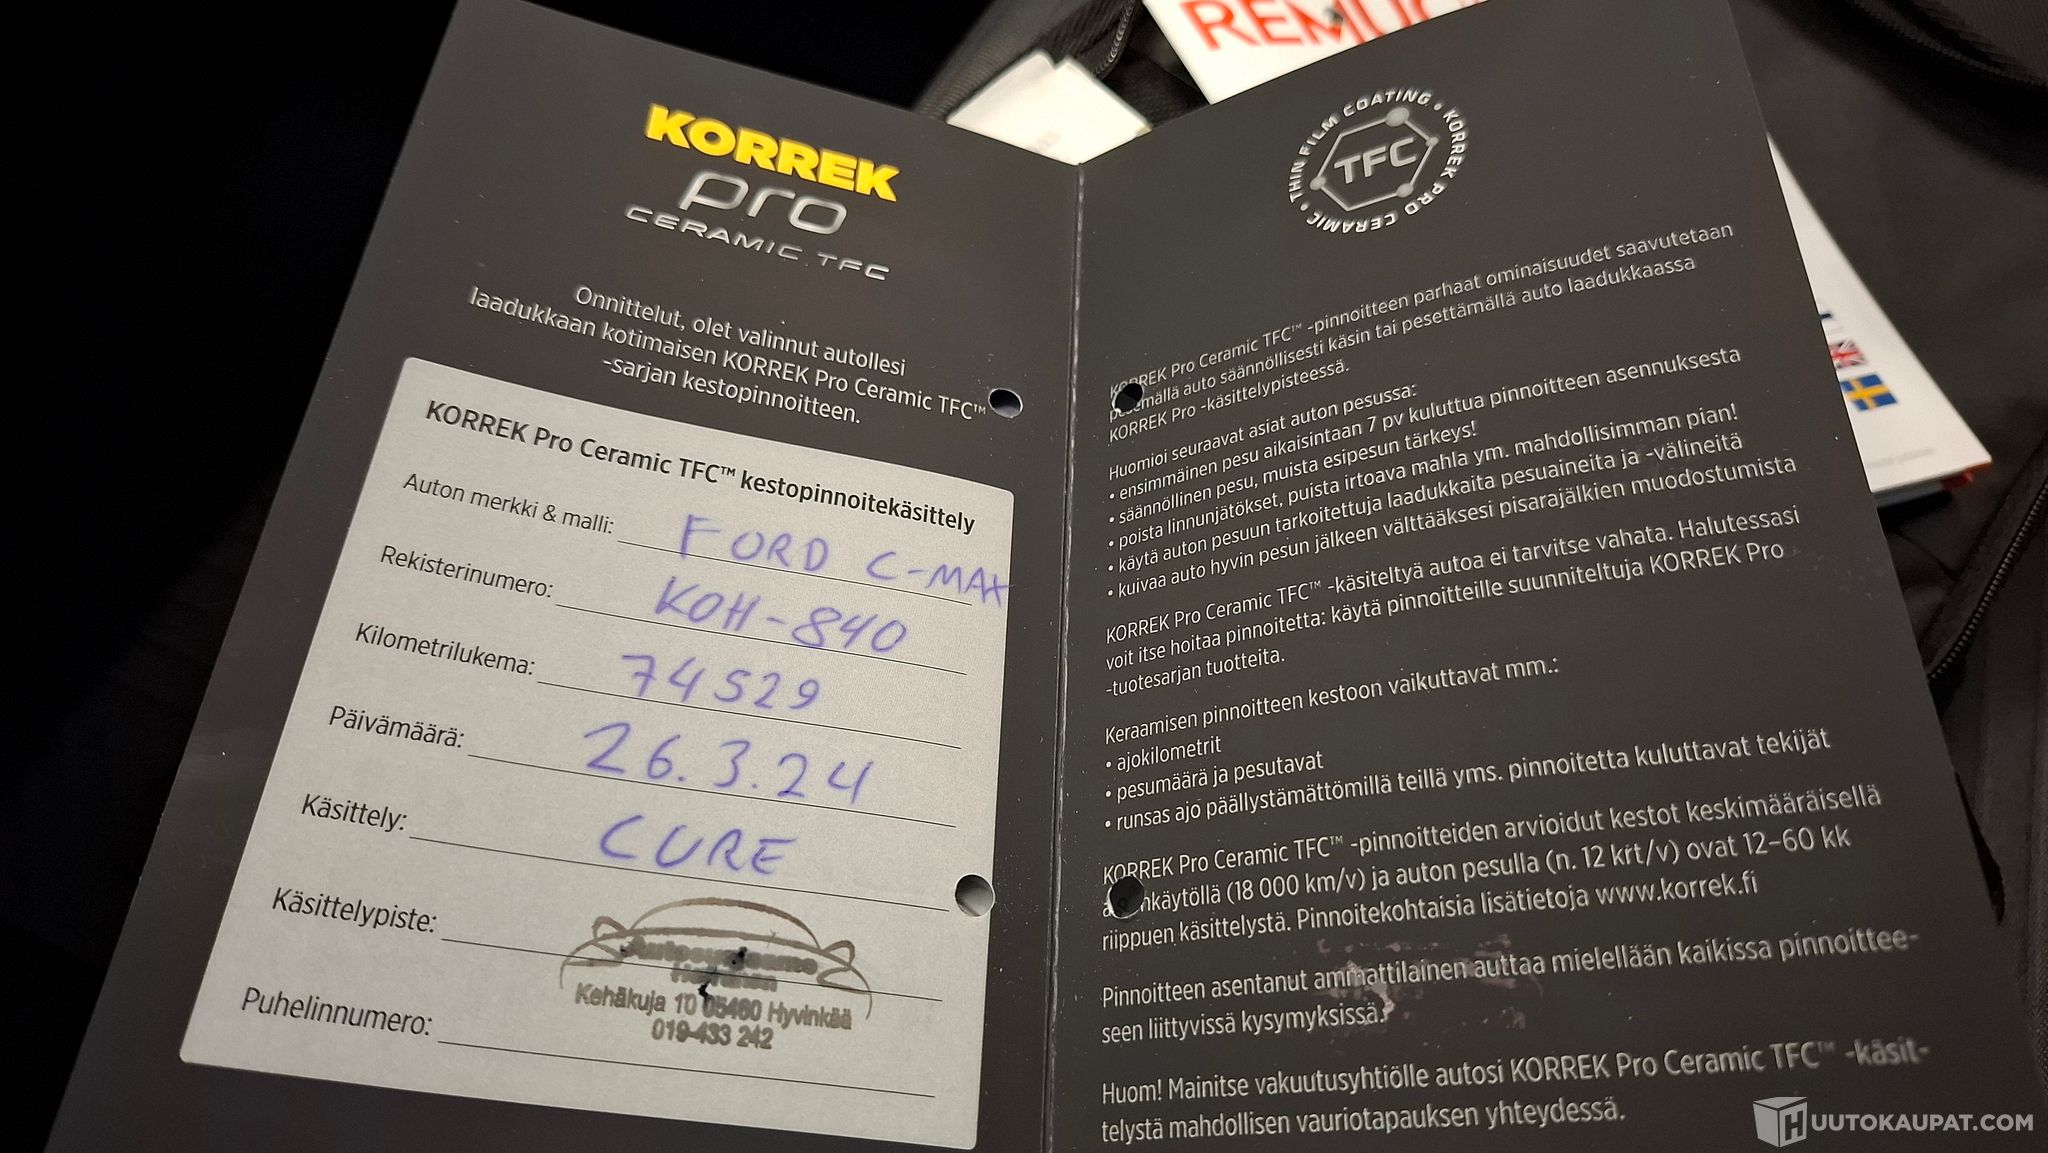 KORREK
pro
CERAMIC TFC
Onnittelut, olet valinnut autollesi
laadukkaan kotimaisen KORREK Pro Ceramic TFC™
-sarjan kestopinnoitteen.
KORREK Pro Ceramic TFC™ kestopinnoitekäsittely
Auton merkki & malli: FORD C-MAX
Rekisterinumero: KOH-840
Kilometrilukema: 74529
Päivämäärä: 26.3.24
Käsittely: CURE
Käsittelypiste:
Kehäkuja 10 05460 Hyvinkää
019-433 242
Puhelinnumero:
THIN FILM COATING • KORREK PRO CERAMIC •
TFC
KORREK Pro Ceramic TFC™ -pinnoitteen parhaat ominaisuudet saavutetaan
pesemällä auto säännöllisesti käsin tai pesettämällä auto laadukkaassa
KORREK Pro -käsittelypisteessä.
Huomioi seuraavat asiat auton pesussa:
• ensimmäinen pesu aikaisintaan 7 pv kuluttua pinnoitteen asennuksesta
• säännöllinen pesu, muista esipesun tärkeys!
• poista linnunjätökset, puista irtoava mahla ym. mahdollisimman pian!
• käytä auton pesuun tarkoitettuja laadukkaita pesuaineita ja -välineitä
• kuivaa auto hyvin pesun jälkeen välttääksesi pisarajälkien muodostumista
KORREK Pro Ceramic TFC™ -käsiteltyä autoa ei tarvitse vahata. Halutessasi
voit itse hoitaa pinnoitetta: käytä pinnoitteille suunniteltuja KORREK Pro
-tuotesarjan tuotteita.
Keraamisen pinnoitteen kestoon vaikuttavat mm.:
• ajokilometrit
• pesumäärä ja pesutavat
• runsas ajo päällystämättömillä teillä yms. pinnoitetta kuluttavat tekijät
KORREK Pro Ceramic TFC™ -pinnoitteiden arvioidut kestot keskimääräisellä
(18 000 km/v) ja auton pesulla (n. 12 krt/v) ovat 12–60 kk
riippuen käsittelystä. Pinnoitekohtaisia lisätietoja www.korrek.fi
Pinnoitteen asentanut ammattilainen auttaa mielellään kaikissa pinnoittee-
seen liittyvissä kysymyksissä.
Huom! Mainitse vakuutusyhtiölle autosi KORREK Pro Ceramic TFC™ -käsit-
telystä mahdollisen vauriotapauksen yhteydessä.
HUUTOKAUPAT.COM